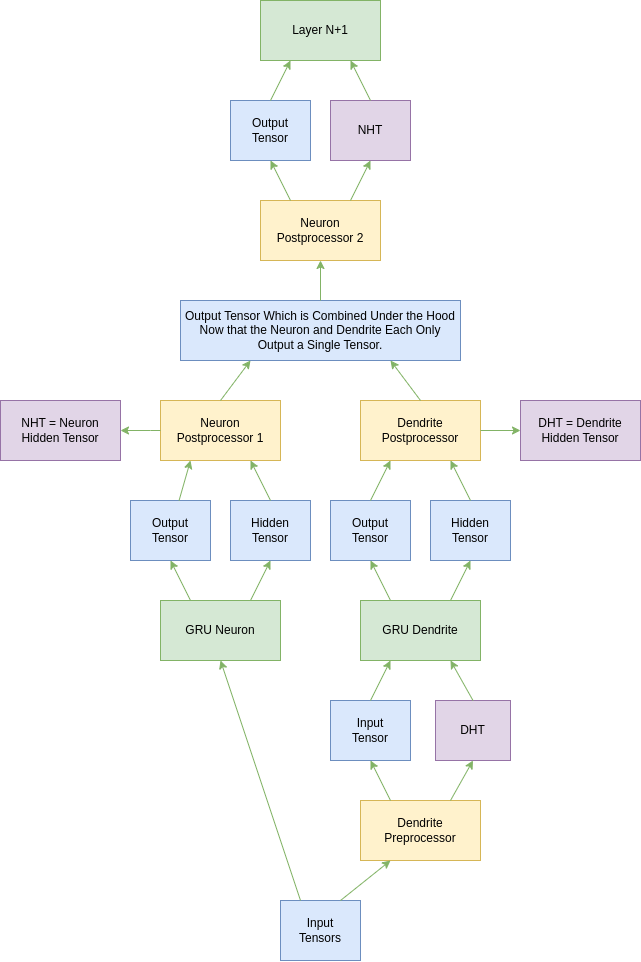 Layer N+1
Output
Tensor
NHT
Neuron
Postprocessor 2
Output Tensor Which is Combined Under the Hood
Now that the Neuron and Dendrite Each Only
Output a Single Tensor.
NHT = Neuron
Hidden Tensor
Neuron
Postprocessor 1
Dendrite
Postprocessor
DHT = Dendrite
Hidden Tensor
Output
Tensor
Hidden
Tensor
Output
Tensor
Hidden
Tensor
GRU Neuron
GRU Dendrite
Input
Tensor
DHT
Dendrite
Preprocessor
Input
Tensors